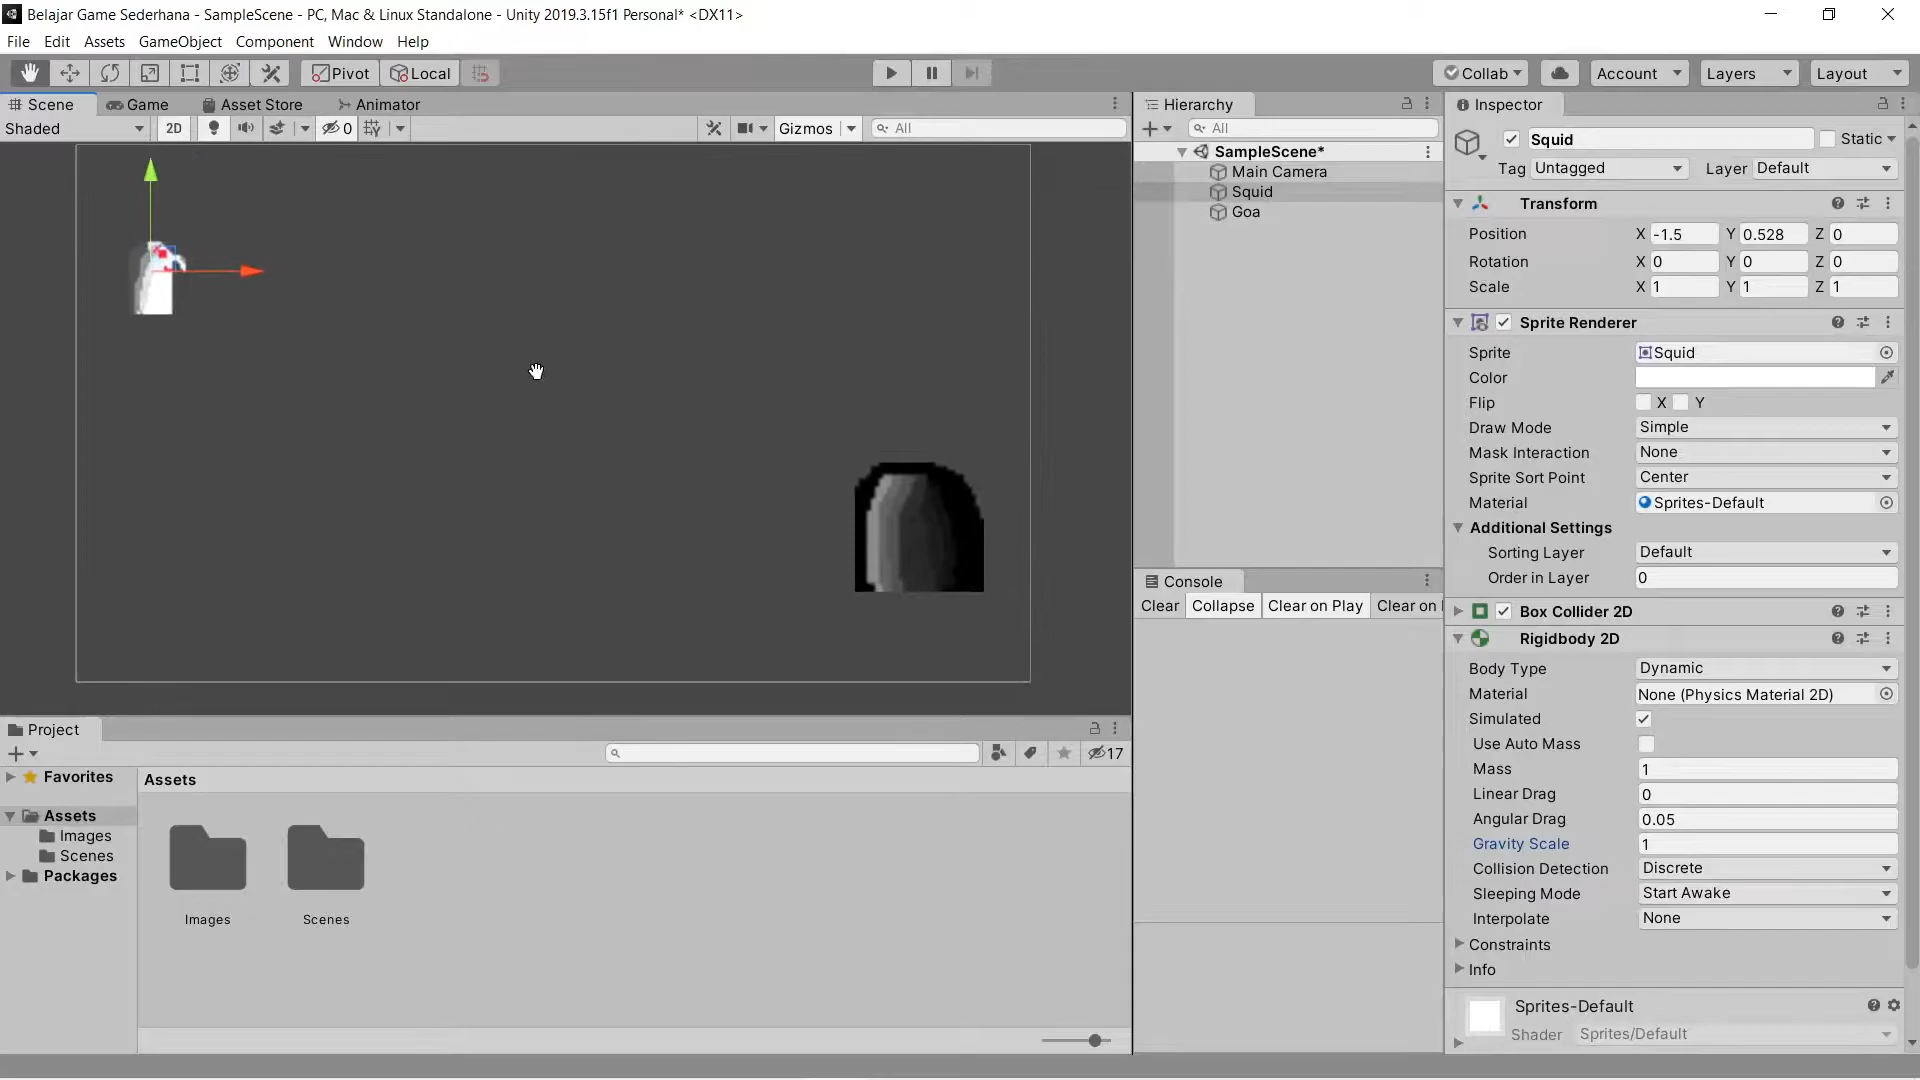 Belajar Game Sederhana - SampleScene - PC, Mac & Linux Standalone - Unity 2019.3.15f1 Personal* <DX11>
File Edit Assets GameObject Component Window Help
Pivot Local Collab Account Layers Layout
Scene Game Asset Store Animator
Shaded 2D 0 Gizmos All
Hierarchy
All
SampleScene*
Main Camera
Squid
Goa
Console
Clear Collapse Clear on Play Clear on
Inspector
Squid Static
Tag Untagged Layer Default
Transform
Position X -1.5 Y 0.528 Z 0
Rotation X 0 Y 0 Z 0
Scale X 1 Y 1 Z 1
Sprite Renderer
Sprite Squid
Color
Flip X Y
Draw Mode Simple
Mask Interaction None
Sprite Sort Point Center
Material Sprites-Default
Additional Settings
Sorting Layer Default
Order in Layer 0
Box Collider 2D
Rigidbody 2D
Body Type Dynamic
Material None (Physics Material 2D)
Simulated
Use Auto Mass
Mass 1
Linear Drag 0
Angular Drag 0.05
Gravity Scale 1
Collision Detection Discrete
Sleeping Mode Start Awake
Interpolate None
Constraints
Info
Sprites-Default
Shader Sprites/Default
Project
17
Favorites
Assets
Images
Scenes
Packages
Assets
Images Scenes